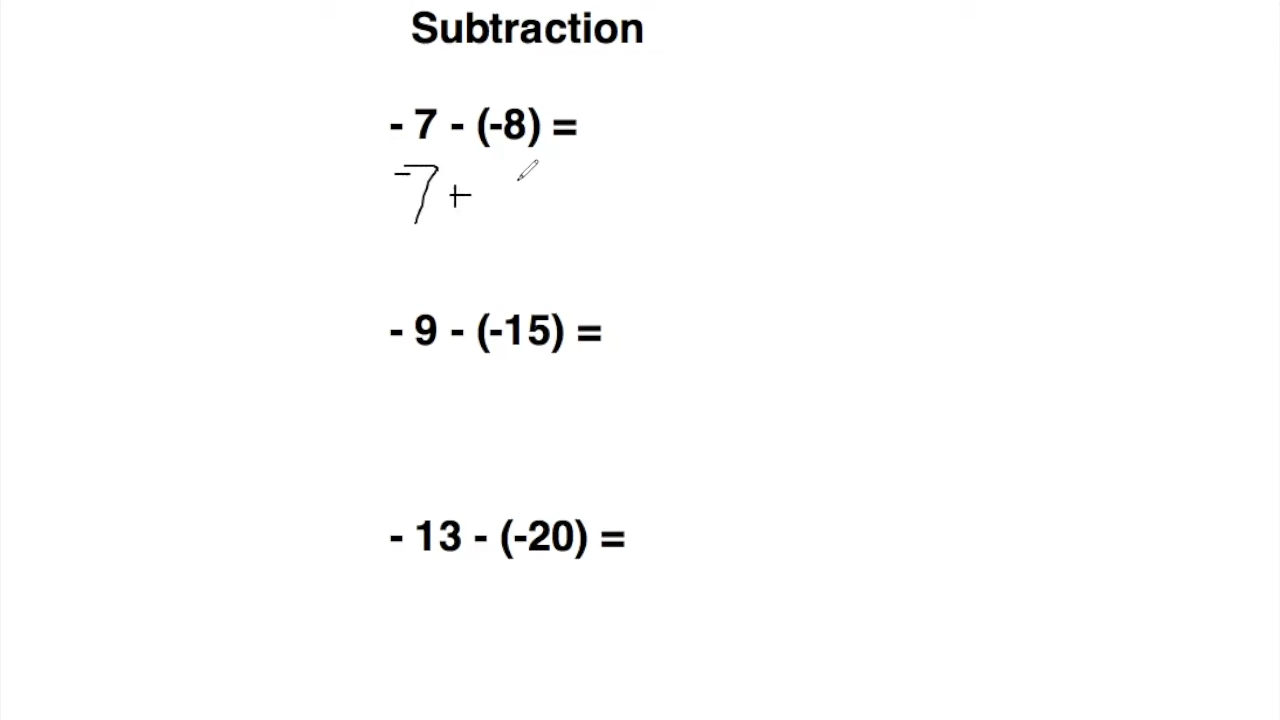 Subtraction
- 7 - (-8) =
-7+
- 9 - (-15) =
- 13 - (-20) =